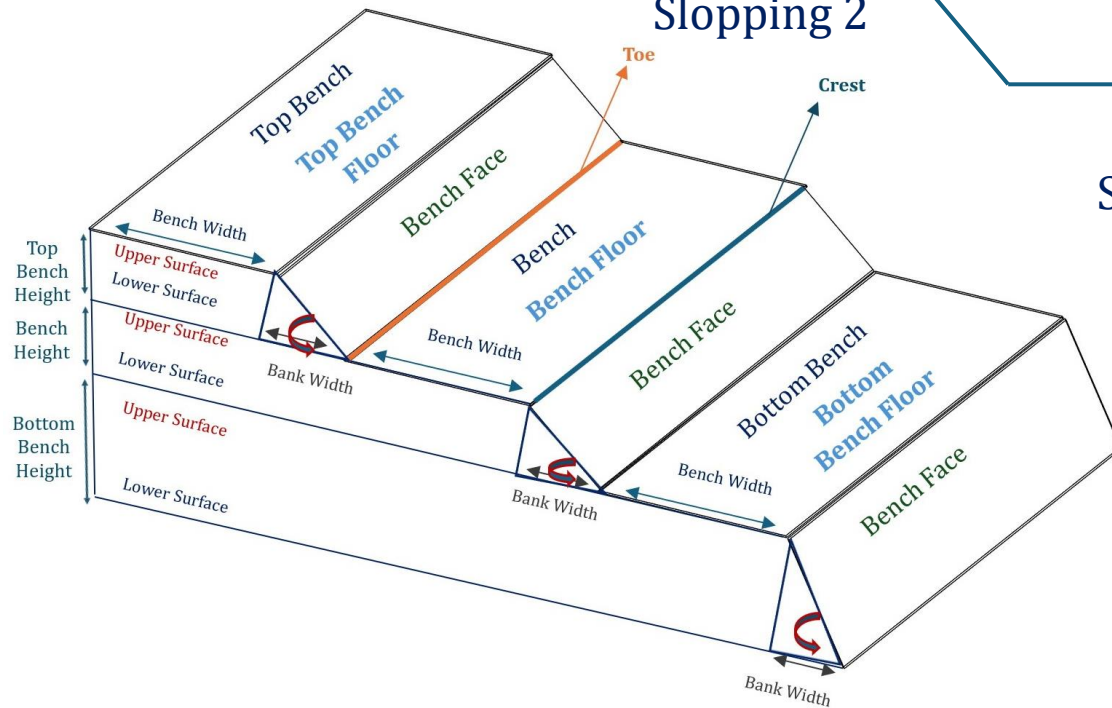 Slopping 2
Toe
Crest
S
Top Bench
Top Bench
Floor
Bench Face
Bench Width
Top
Bench
Height
Upper Surface
Lower Surface
Bench
Bench Floor
Bench
Height
Upper Surface
Lower Surface
Bank Width
Bench Width
Bench Face
Bottom Bench
Bottom
Bench Floor
Bottom
Bench
Height
Upper Surface
Lower Surface
Bank Width
Bench Width
Bench Face
Bank Width